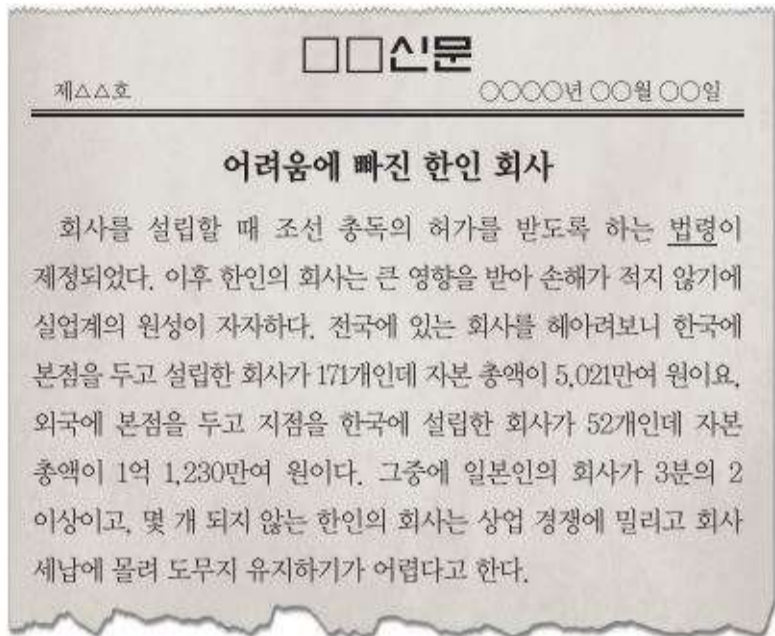 □□신문
제△△호 ○○○○년 ○○월 ○○일
어려움에 빠진 한인 회사
회사를 설립할 때 조선 총독의 허가를 받도록 하는 법령이
제정되었다. 이후 한인의 회사는 큰 영향을 받아 손해가 적지 않기에
실업계의 원성이 자자하다. 전국에 있는 회사를 헤아려보니 한국에
본점을 두고 설립한 회사가 171개인데 자본 총액이 5,021만여 원이요,
외국에 본점을 두고 지점을 한국에 설립한 회사가 52개인데 자본
총액이 1억 1,230만여 원이다. 그중에 일본인의 회사가 3분의 2
이상이고, 몇 개 되지 않는 한인의 회사는 상업 경쟁에 밀리고 회사
세납에 몰려 도무지 유지하기가 어렵다고 한다.